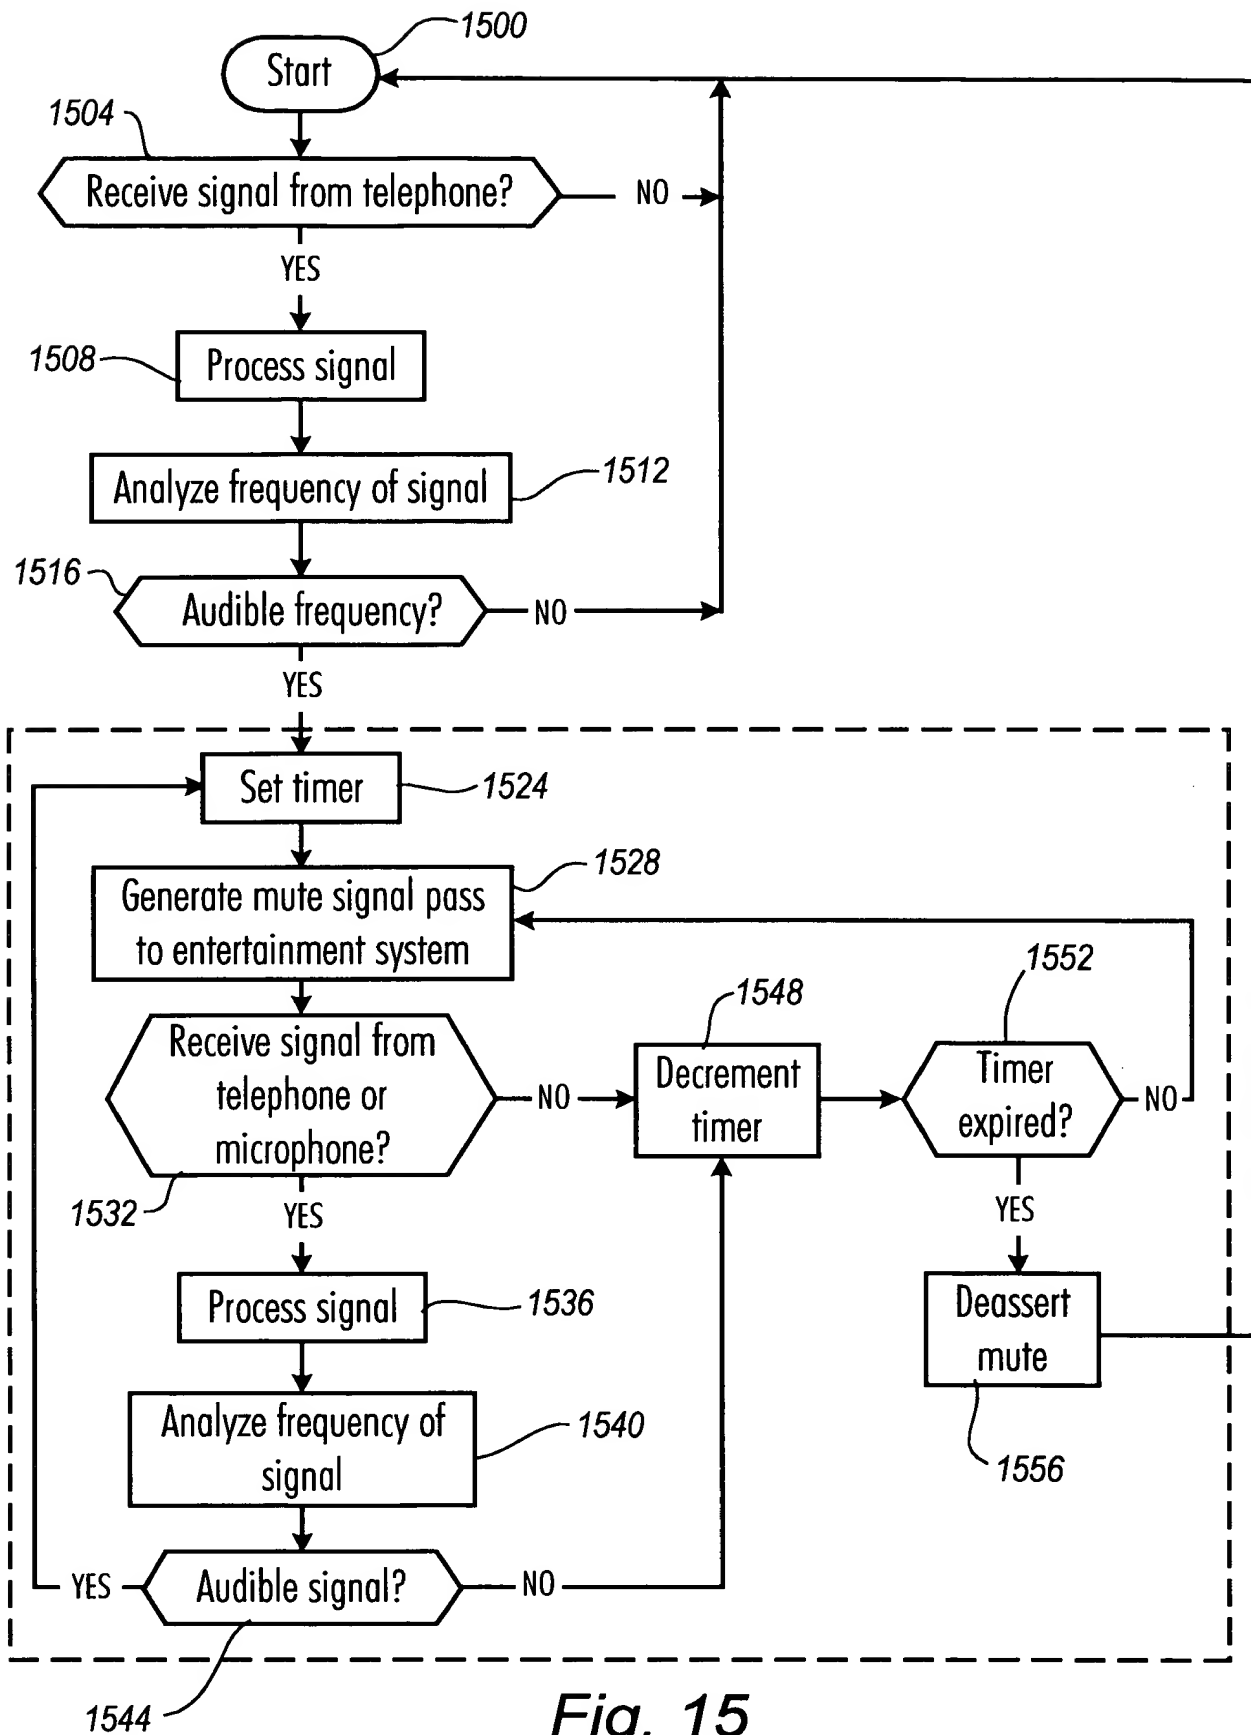 1500
Start
1504
Receive signal from telephone?
NO
YES
1508
Process signal
Analyze frequency of signal
1512
1516
Audible frequency?
NO
YES
Set timer
1524
1528
Generate mute signal pass
to entertainment system
1552
1548
Receive signal from
telephone or
microphone?
NO
Decrement
timer
Timer
expired?
NO
1532
YES
YES
Process signal
1536
Deassert
mute
Analyze frequency of
signal
1540
1556
YES
Audible signal?
NO
1544
Fig. 15